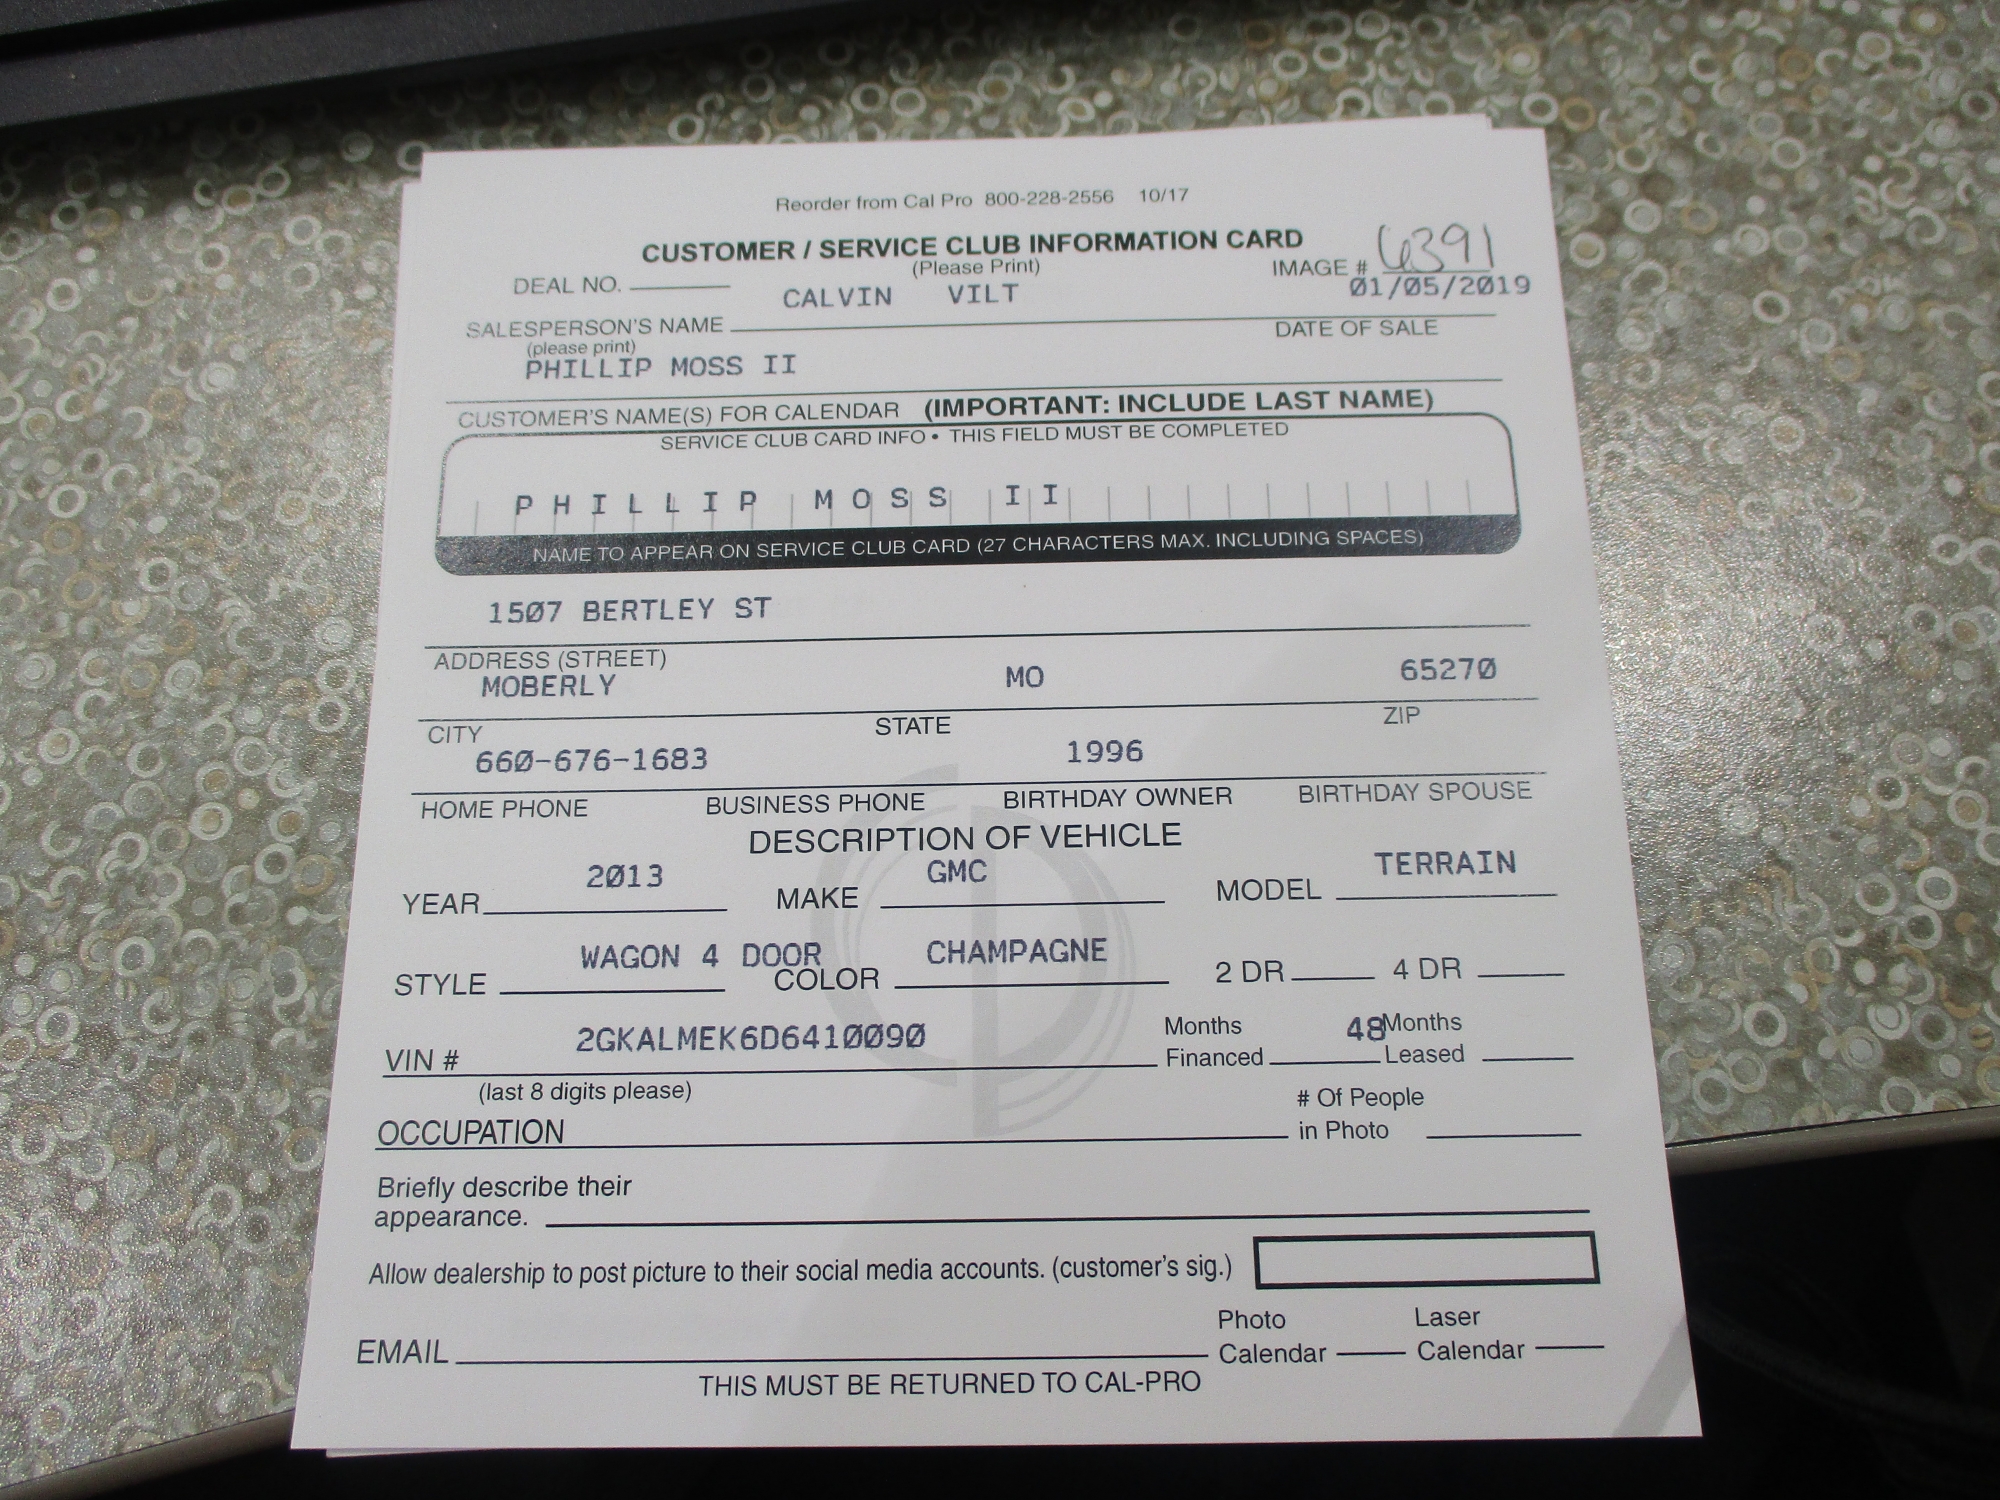 Reorder from Cal Pro 800-228-2556 10/17
CUSTOMER / SERVICE CLUB INFORMATION CARD
(Please Print)
IMAGE # 6391
DEAL NO.
CALVIN VILT
01/05/2019
SALESPERSON'S NAME
DATE OF SALE
(please print)
PHILLIP MOSS II
CUSTOMER'S NAME(S) FOR CALENDAR (IMPORTANT: INCLUDE LAST NAME)
SERVICE CLUB CARD INFO • THIS FIELD MUST BE COMPLETED
PHILLIP MOSS II
NAME TO APPEAR ON SERVICE CLUB CARD (27 CHARACTERS MAX. INCLUDING SPACES)
1507 BERTLEY ST
ADDRESS (STREET)
MOBERLY MO 65270
CITY STATE ZIP
660-676-1683 1996
HOME PHONE BUSINESS PHONE BIRTHDAY OWNER BIRTHDAY SPOUSE
DESCRIPTION OF VEHICLE
YEAR 2013 MAKE GMC MODEL TERRAIN
STYLE WAGON 4 DOOR COLOR CHAMPAGNE 2 DR 4 DR
VIN # 2GKALMEK6D6410090 Months Financed 48 Months Leased
(last 8 digits please)
OCCUPATION # Of People in Photo
Briefly describe their
appearance.
Allow dealership to post picture to their social media accounts. (customer's sig.)
EMAIL Photo Calendar Laser Calendar
THIS MUST BE RETURNED TO CAL-PRO